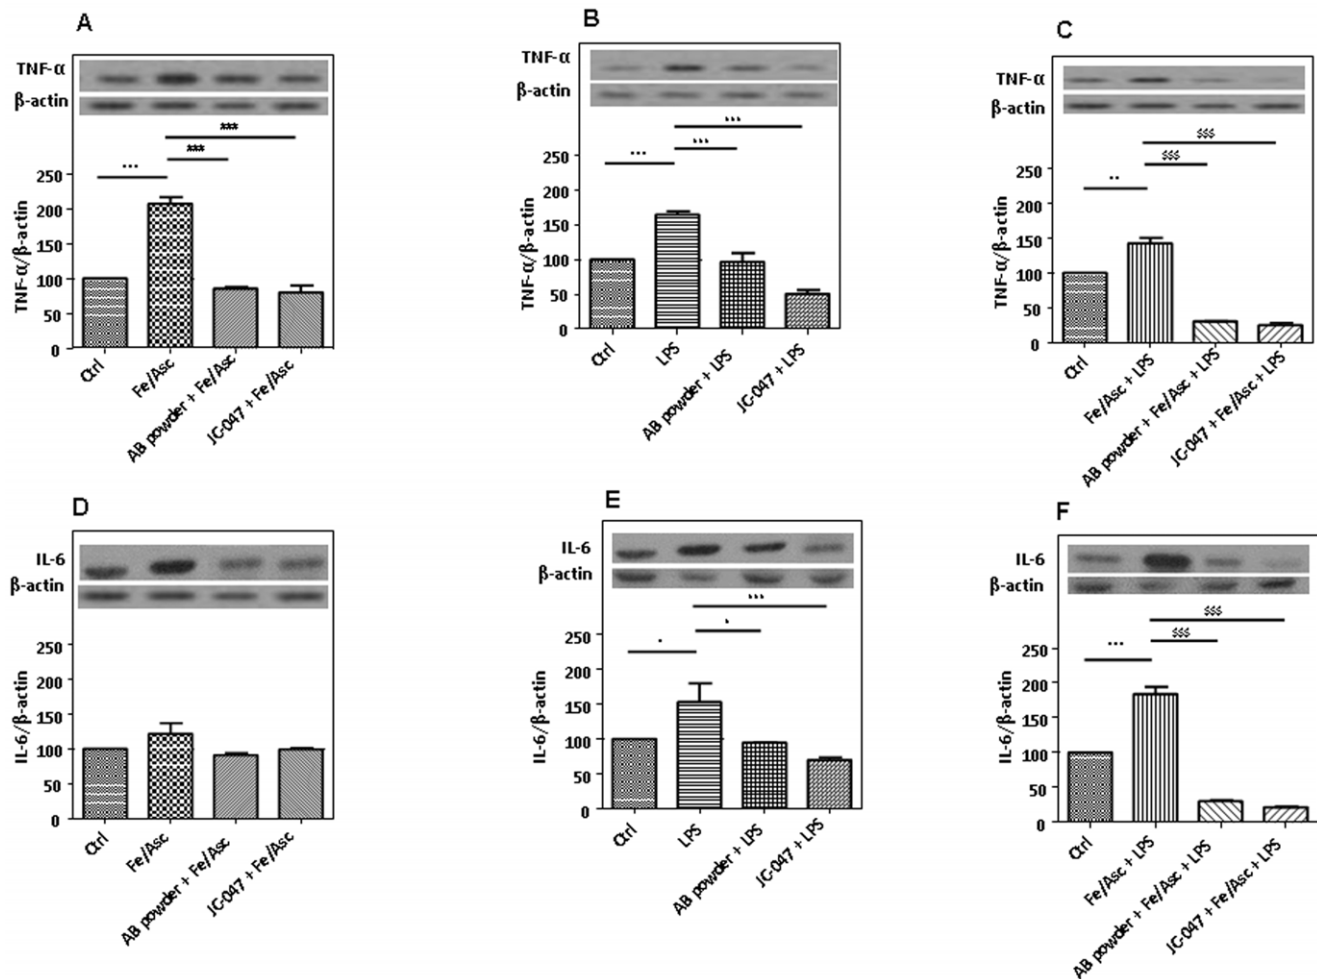 A
TNF-α
β-actin
***
***
TNF-α/β-actin
250
200
150
100
50
0
Ctrl
Fe/Asc
AB powder + Fe/Asc
JC-047 + Fe/Asc
B
TNF-α
β-actin
TNF-α/β-actin
250
200
150
100
50
0
Ctrl
LPS
AB powder + LPS
JC-047 + LPS
C
TNF-α
β-actin
$$$
$$$
TNF-α/β-actin
250
200
150
100
50
0
Ctrl
Fe/Asc + LPS
AB powder + Fe/Asc + LPS
JC-047 + Fe/Asc + LPS
D
IL-6
β-actin
IL-6/β-actin
250
200
150
100
50
0
Ctrl
Fe/Asc
AB powder + Fe/Asc
JC-047 + Fe/Asc
E
IL-6
β-actin
IL-6/β-actin
250
200
150
100
50
0
Ctrl
LPS
AB powder + LPS
JC-047 + LPS
F
IL-6
β-actin
$$$
$$$
IL-6/β-actin
250
200
150
100
50
0
Ctrl
Fe/Asc + LPS
AB powder + Fe/Asc + LPS
JC-047 + Fe/Asc + LPS